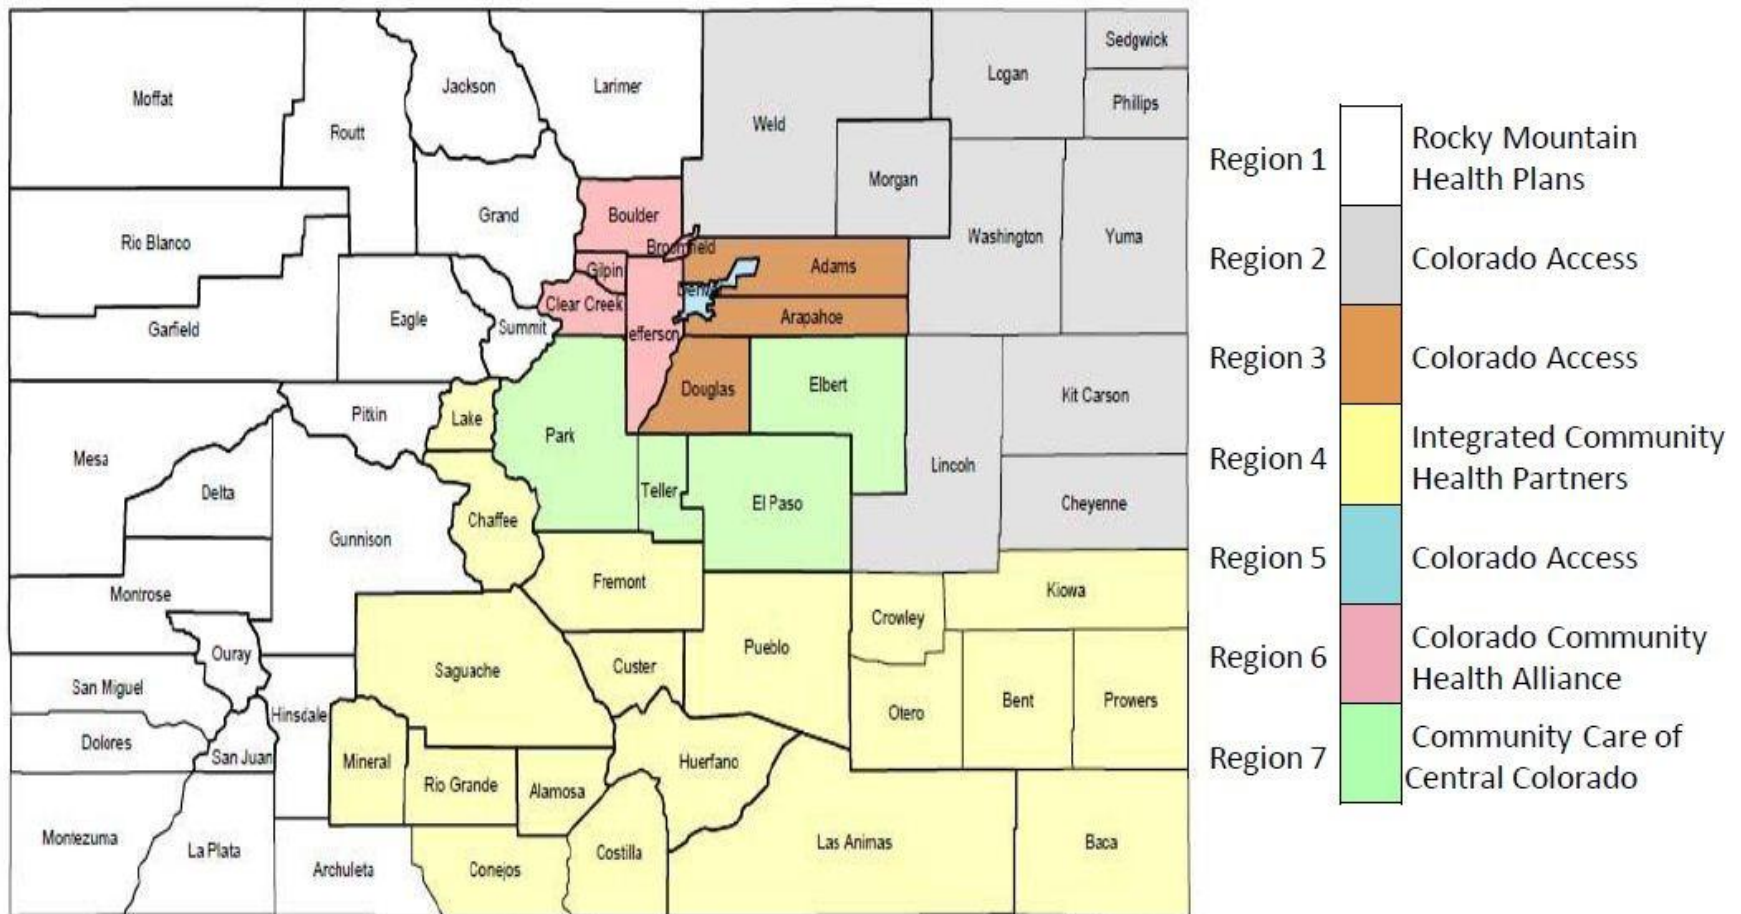 Sedgwick
Logan
Jackson
Larimer
Moffat
Phillips
Weld
Routt
Region 1
Rocky Mountain
Health Plans
Morgan
Grand
Boulder
Washington
Yuma
Rio Blanco
Broomfield
Region 2
Colorado Access
Gilpin
Adams
Clear Creek
Arapahoe
Eagle
Summit
Garfield
efferson
Region 3
Colorado Access
Elbert
Douglas
Kit Carson
Pitkin
Lake
Park
Region 4
Integrated Community
Health Partners
Mesa
Lincoln
Delta
Teller
El Paso
Cheyenne
Chaffee
Gunnison
Region 5
Colorado Access
Fremont
Kiowa
Montrose
Crowley
Pueblo
Region 6
Colorado Community
Health Alliance
Ouray
Custer
Saguache
San Miguel
Bent
Prowers
Otero
Hinsdale
Dolores
San Juan
Mineral
Huerfano
Region 7
Community Care of
Central Colorado
Rio Grande
Alamosa
Montezuma
Las Animas
Baca
La Plata
Costilla
Archuleta
Conejos